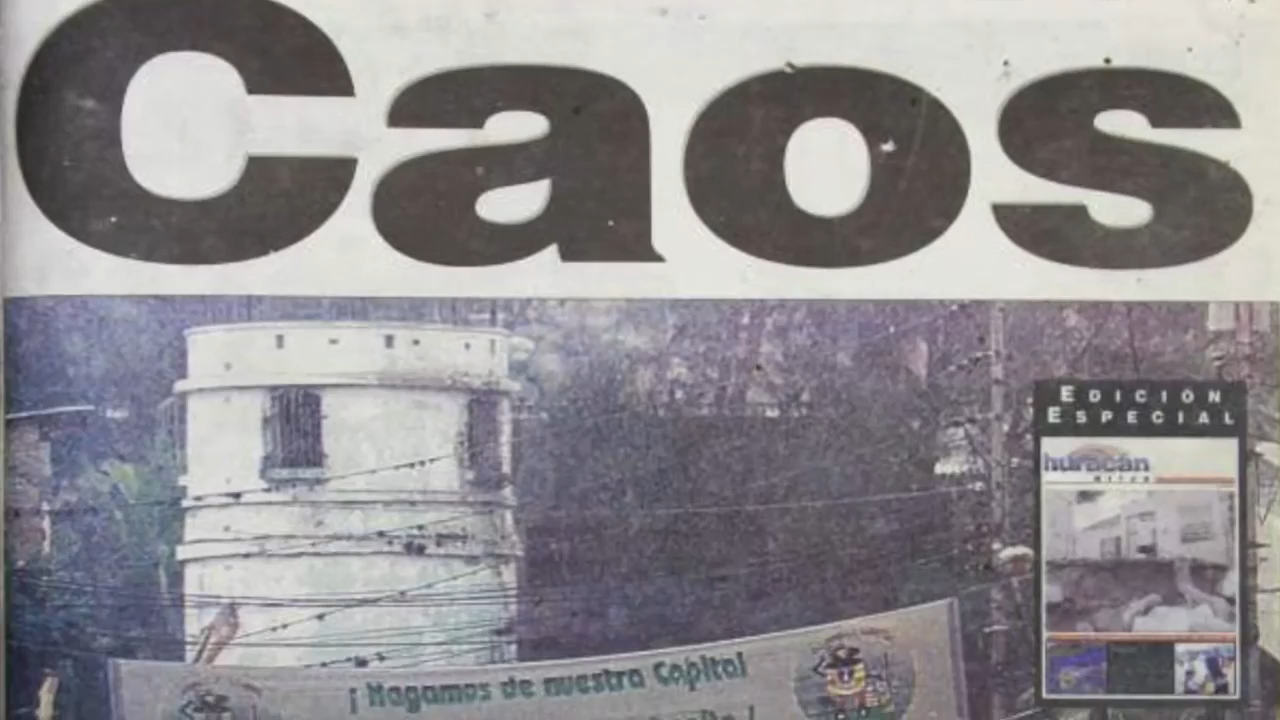 Caos
EDICIÓN
ESPECIAL
huracán
¡ Hagamos de nuestra Capital